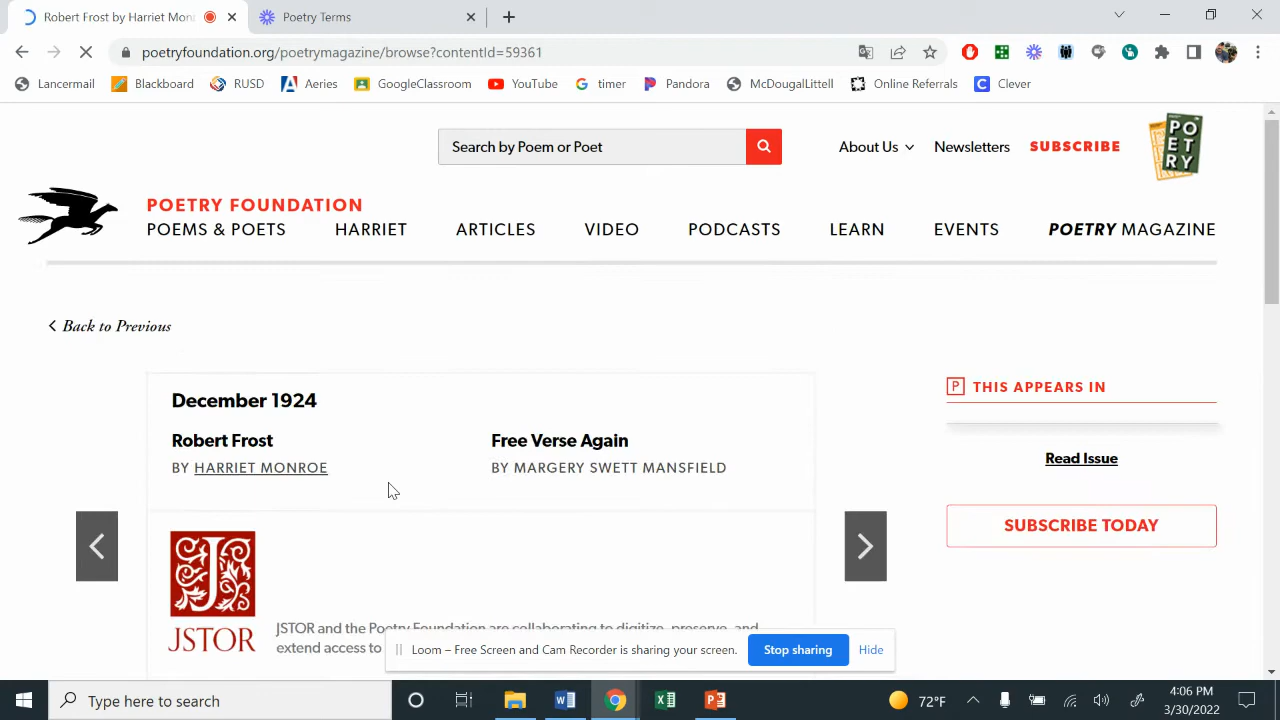 Robert Frost by Harriet Mon
Poetry Terms
poetryfoundation.org/poetrymagazine/browse?contentId=59361
Lancermail
Blackboard
RUSD
Aeries
GoogleClassroom
YouTube
timer
Pandora
McDougalLittell
Online Referrals
Clever
Search by Poem or Poet
About Us
Newsletters
SUBSCRIBE
POETRY
POETRY FOUNDATION
POEMS & POETS
HARRIET
ARTICLES
VIDEO
PODCASTS
LEARN
EVENTS
POETRY MAGAZINE
Back to Previous
December 1924
Robert Frost
BY HARRIET MONROE
Free Verse Again
BY MARGERY SWETT MANSFIELD
P THIS APPEARS IN
Read Issue
SUBSCRIBE TODAY
J
JSTOR
JSTOR and the Poetry Foundation are collaborating to digitize, preserve, and
extend access to
Loom – Free Screen and Cam Recorder is sharing your screen.
Stop sharing
Hide
Type here to search
72°F
4:06 PM
3/30/2022